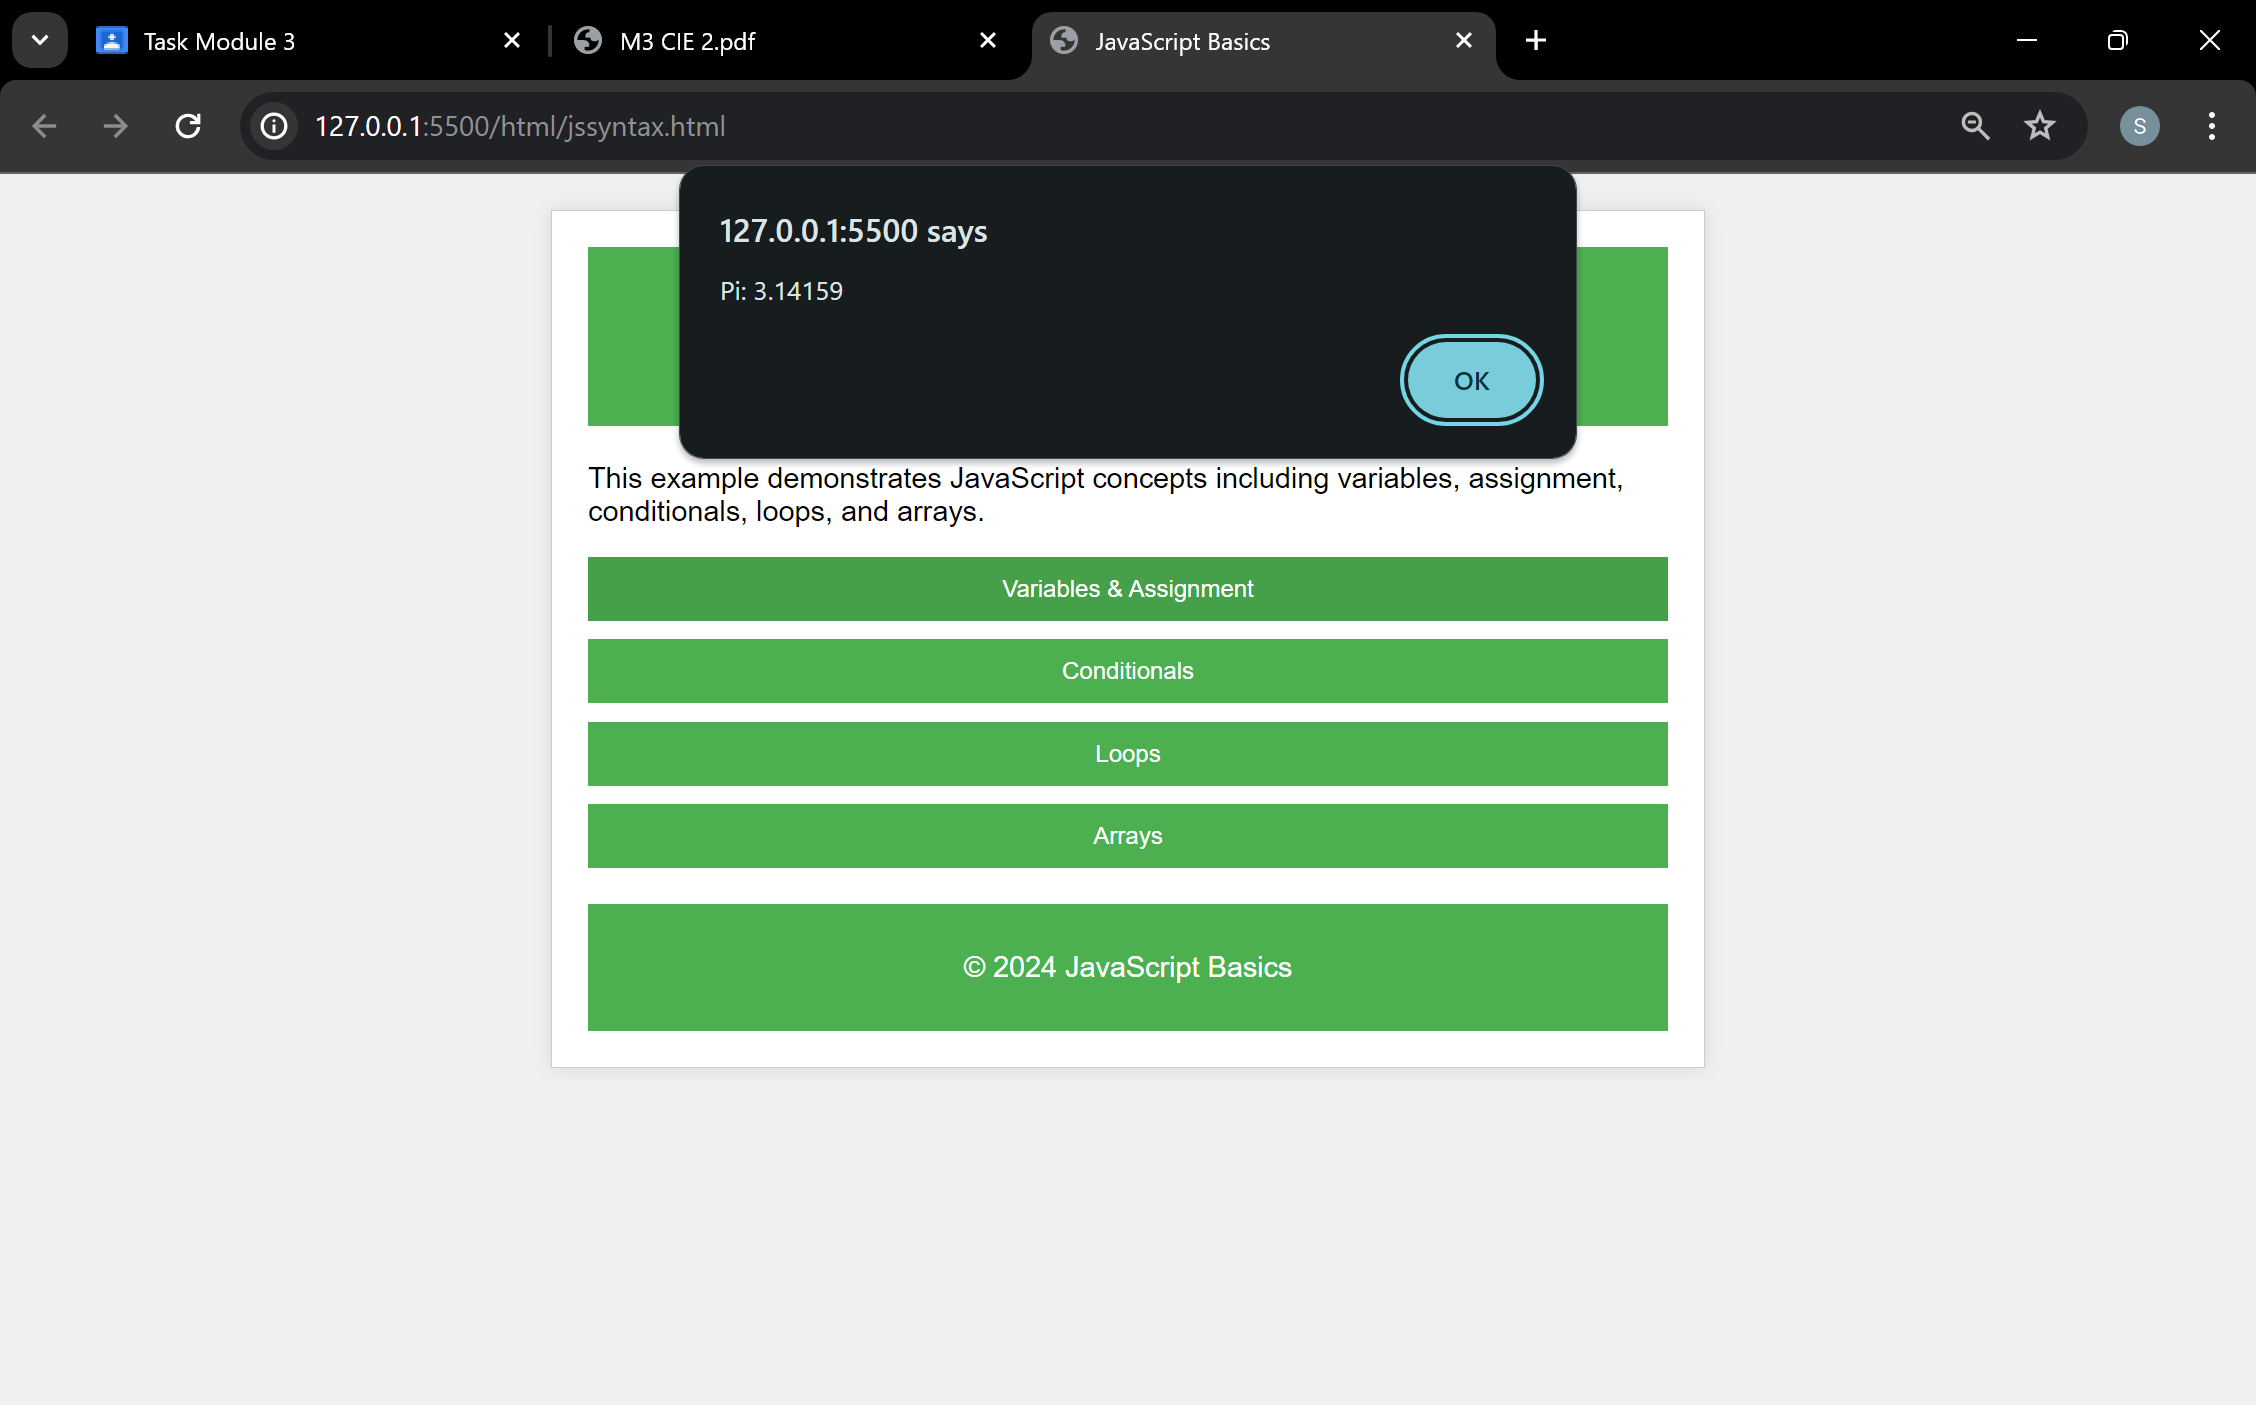 Task Module 3
M3 CIE 2.pdf
JavaScript Basics
127.0.0.1:5500/html/jssyntax.html
S
127.0.0.1:5500 says
Pi: 3.14159
OK
This example demonstrates JavaScript concepts including variables, assignment,
conditionals, loops, and arrays.
Variables & Assignment
Conditionals
Loops
Arrays
© 2024 JavaScript Basics